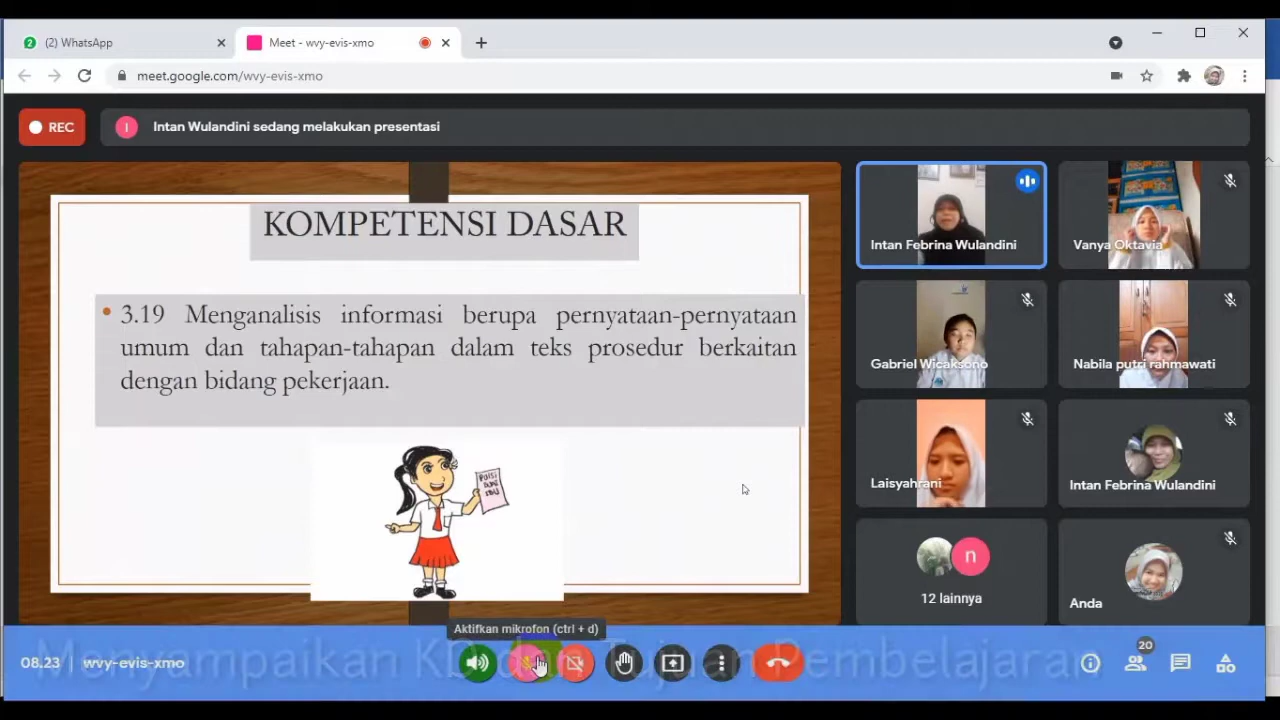 (2) WhatsApp
Meet - wvy-evis-xmo
meet.google.com/wvy-evis-xmo
REC
I
Intan Wulandini sedang melakukan presentasi
KOMPETENSI DASAR
3.19 Menganalisis informasi berupa pernyataan-pernyataan
umum dan tahapan-tahapan dalam teks prosedur berkaitan
dengan bidang pekerjaan.
Intan Febrina Wulandini
Vanya Oktavia
Gabriel Wicaksono
Nabila putri rahmawati
Laisyahrani
Intan Febrina Wulandini
n
12 lainnya
Anda
Aktifkan mikrofon (ctrl + d)
Menyampaikan KD dan Tujuan Pembelajaran
08.23 | wvy-evis-xmo
20